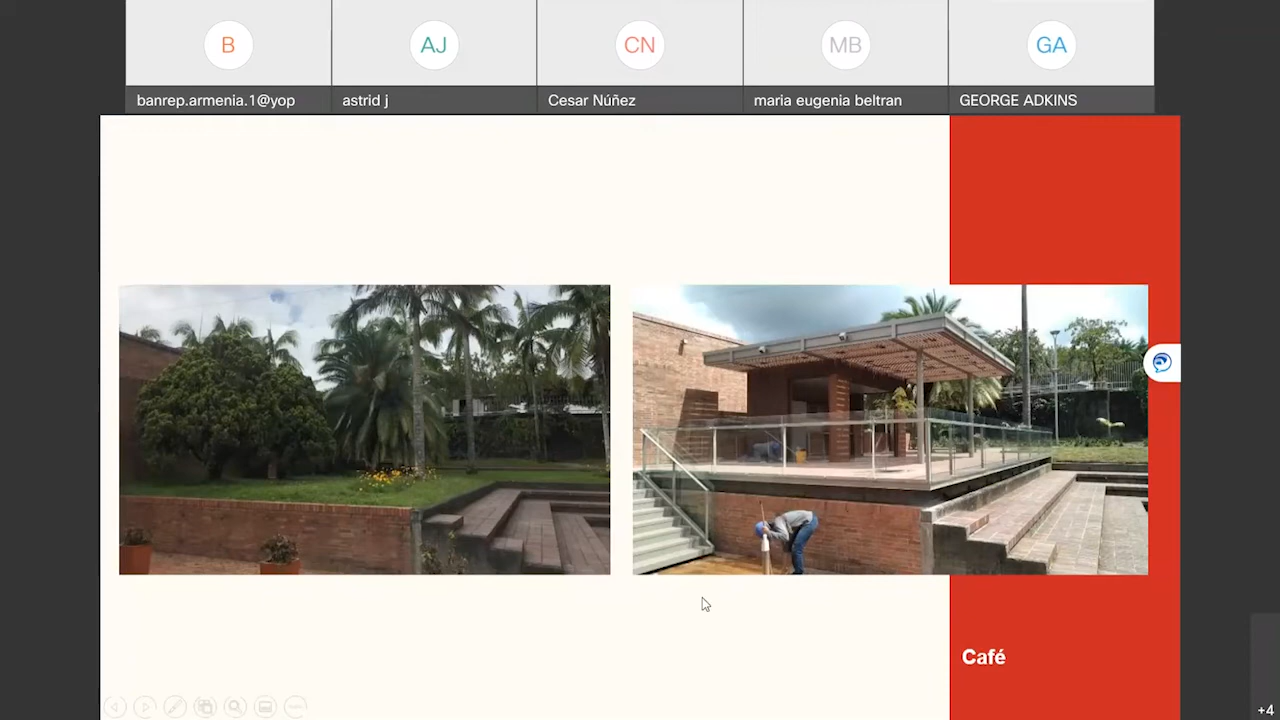 B
AJ
CN
MB
GA
banrep.armenia.1@yop
astrid j
Cesar Núñez
maria eugenia beltran
GEORGE ADKINS
Café
+4